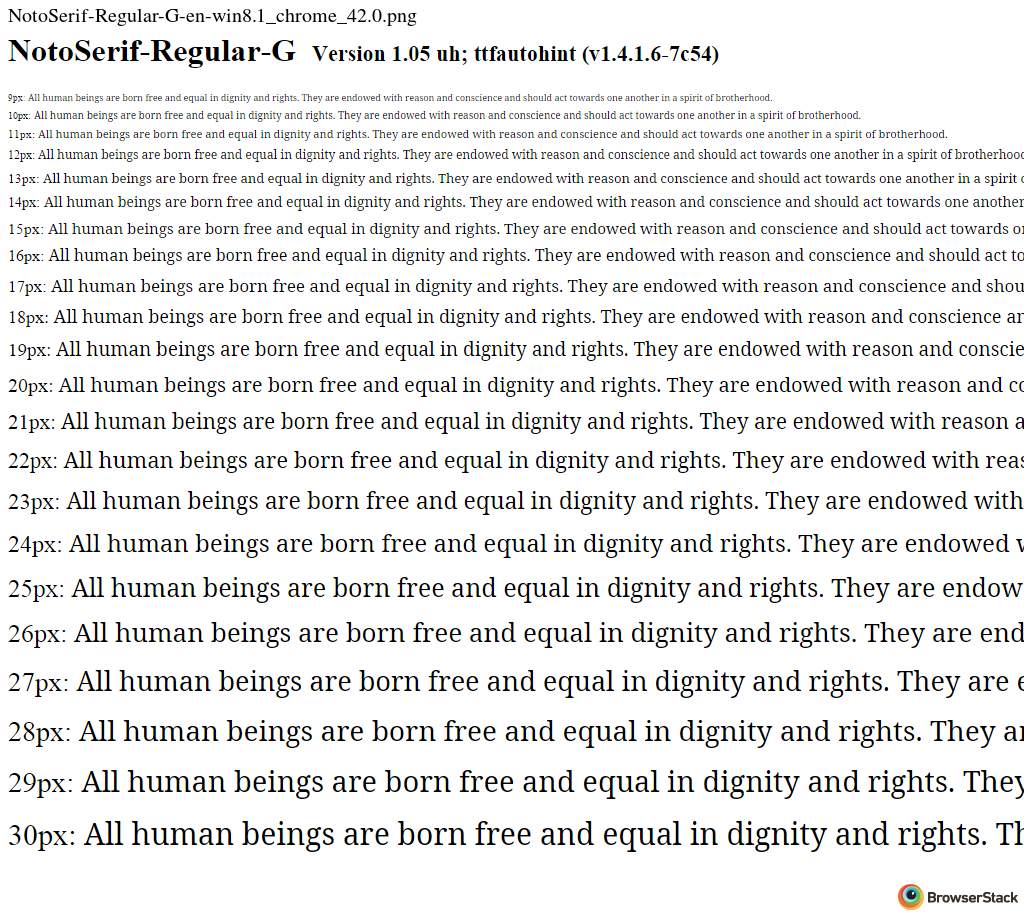 NotoSerif-Regular-G-en-win8.1_chrome_42.0.png
NotoSerif-Regular-G Version 1.05 uh; ttfautohint (v1.4.1.6-7c54)
9px: All human beings are born free and equal in dignity and rights. They are endowed with reason and conscience and should act towards one another in a spirit of brotherhood.
10px: All human beings are born free and equal in dignity and rights. They are endowed with reason and conscience and should act towards one another in a spirit of brotherhood.
11px: All human beings are born free and equal in dignity and rights. They are endowed with reason and conscience and should act towards one another in a spirit of brotherhood.
12px: All human beings are born free and equal in dignity and rights. They are endowed with reason and conscience and should act towards one another in a spirit of brotherhoo
13px: All human beings are born free and equal in dignity and rights. They are endowed with reason and conscience and should act towards one another in a spirit
14px: All human beings are born free and equal in dignity and rights. They are endowed with reason and conscience and should act towards one another
15px: All human beings are born free and equal in dignity and rights. They are endowed with reason and conscience and should act towards o
16px: All human beings are born free and equal in dignity and rights. They are endowed with reason and conscience and should act to
17px: All human beings are born free and equal in dignity and rights. They are endowed with reason and conscience and shou
18px: All human beings are born free and equal in dignity and rights. They are endowed with reason and conscience ar
19px: All human beings are born free and equal in dignity and rights. They are endowed with reason and conscie
20px: All human beings are born free and equal in dignity and rights. They are endowed with reason and co
21px: All human beings are born free and equal in dignity and rights. They are endowed with reason a
22px: All human beings are born free and equal in dignity and rights. They are endowed with reas
23px: All human beings are born free and equal in dignity and rights. They are endowed with
24px: All human beings are born free and equal in dignity and rights. They are endowed
25px: All human beings are born free and equal in dignity and rights. They are endow
26px: All human beings are born free and equal in dignity and rights. They are end
27px: All human beings are born free and equal in dignity and rights. They are e
28px: All human beings are born free and equal in dignity and rights. They ar
29px: All human beings are born free and equal in dignity and rights. They
30px: All human beings are born free and equal in dignity and rights. Th
BrowserStack